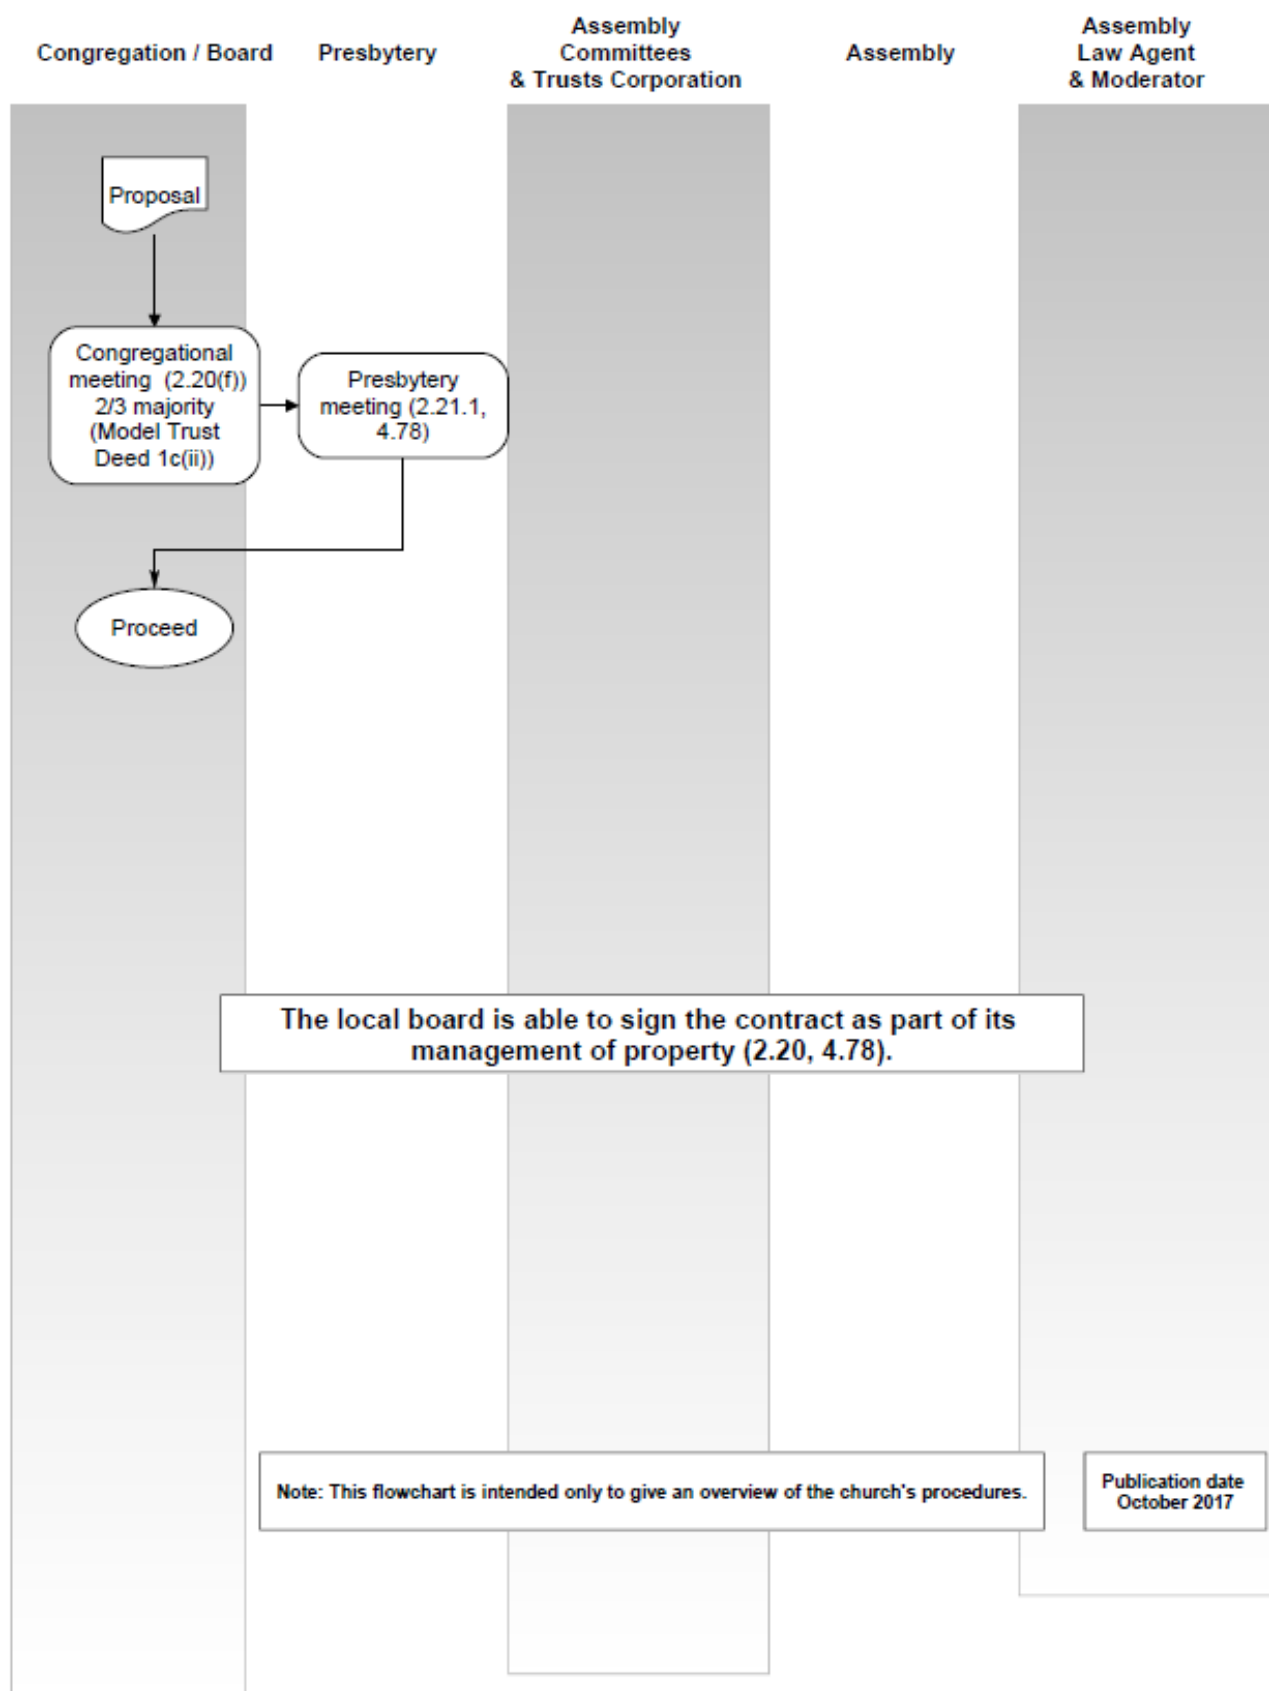 Congregation / Board
Presbytery
Assembly
Committees
& Trusts Corporation
Assembly
Assembly
Law Agent
& Moderator
Proposal
Congregational
meeting (2.20(f))
2/3 majority
(Model Trust
Deed 1c(ii))
Presbytery
meeting (2.21.1,
4.78)
Proceed
The local board is able to sign the contract as part of its
management of property (2.20, 4.78).
Note: This flowchart is intended only to give an overview of the church's procedures.
Publication date
October 2017